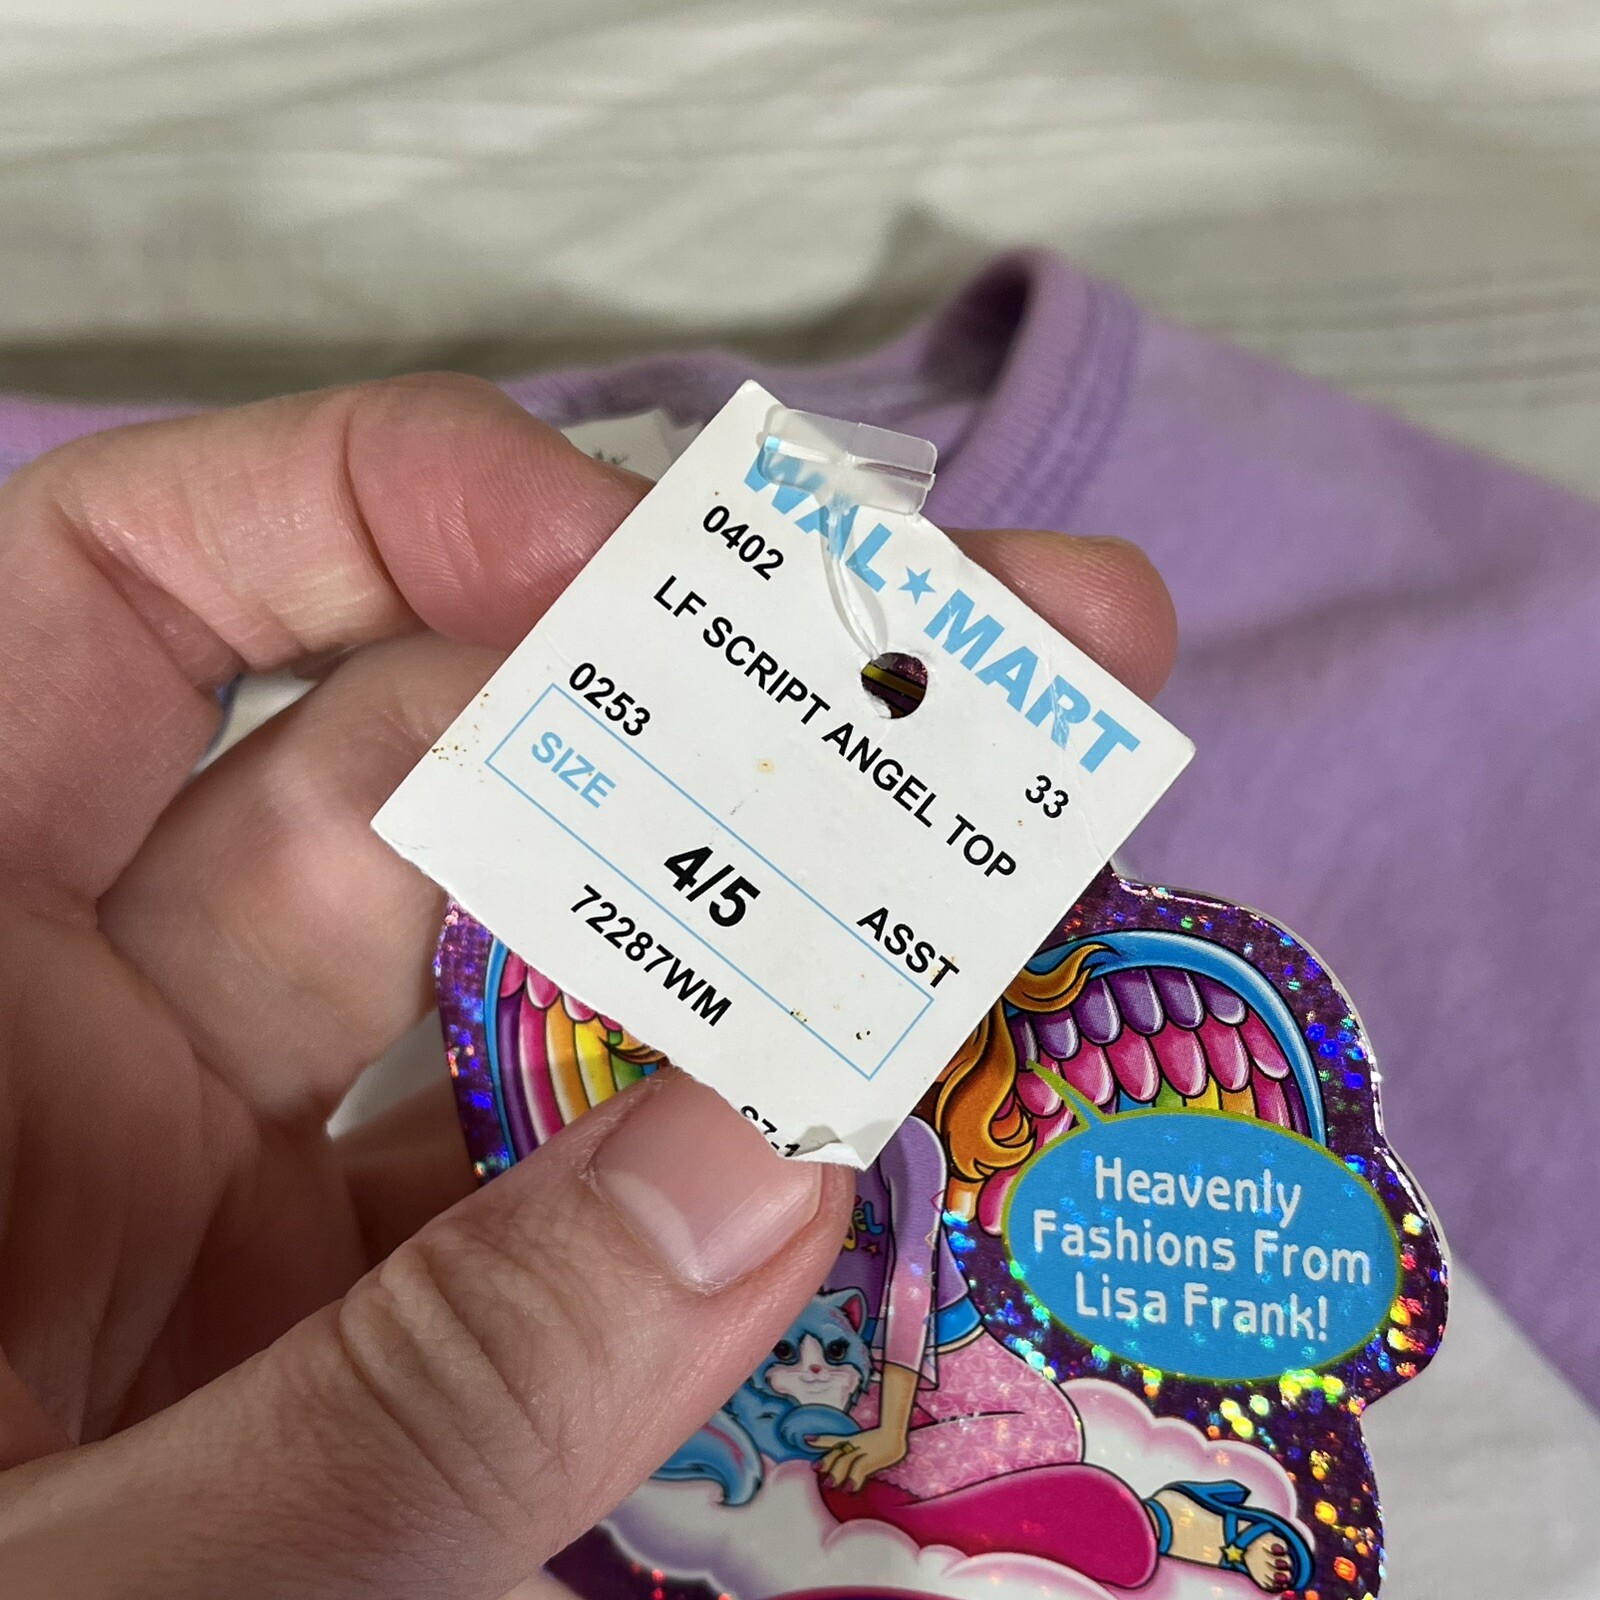 WAL★MART
0402 33
LF SCRIPT ANGEL TOP
0253 ASST
SIZE
4/5
72287WM
Heavenly
Fashions From
Lisa Frank!